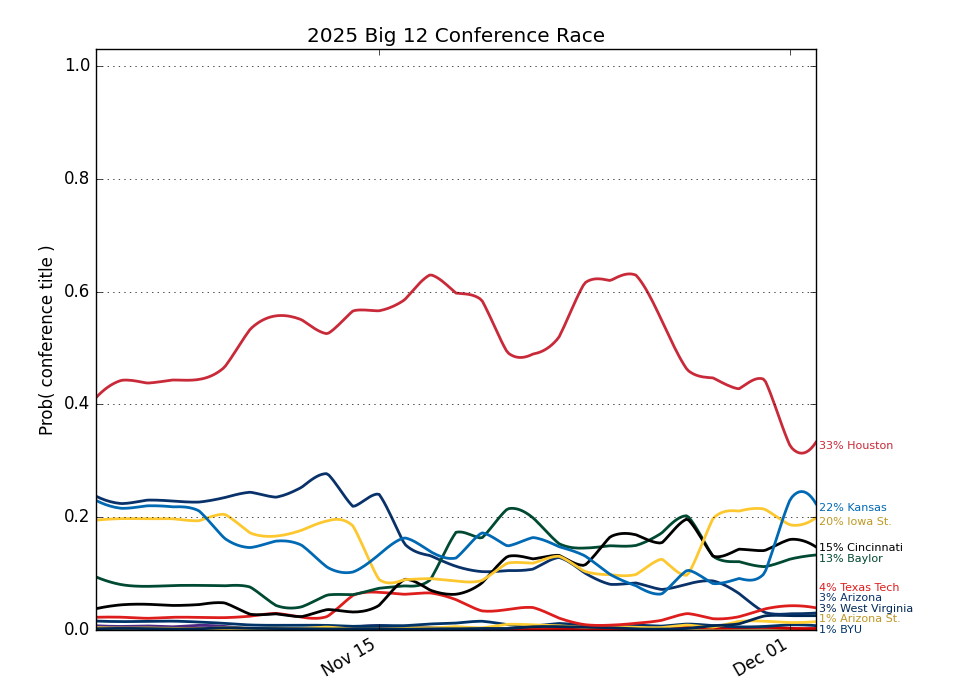 2025 Big 12 Conference Race
1.0
0.8
0.6
0.4
0.2
0.0
Prob( conference title )
Nov 15
Dec 01
33% Houston
22% Kansas
20% Iowa St.
15% Cincinnati
13% Baylor
4% Texas Tech
3% Arizona
3% West Virginia
1% Arizona St.
1% BYU